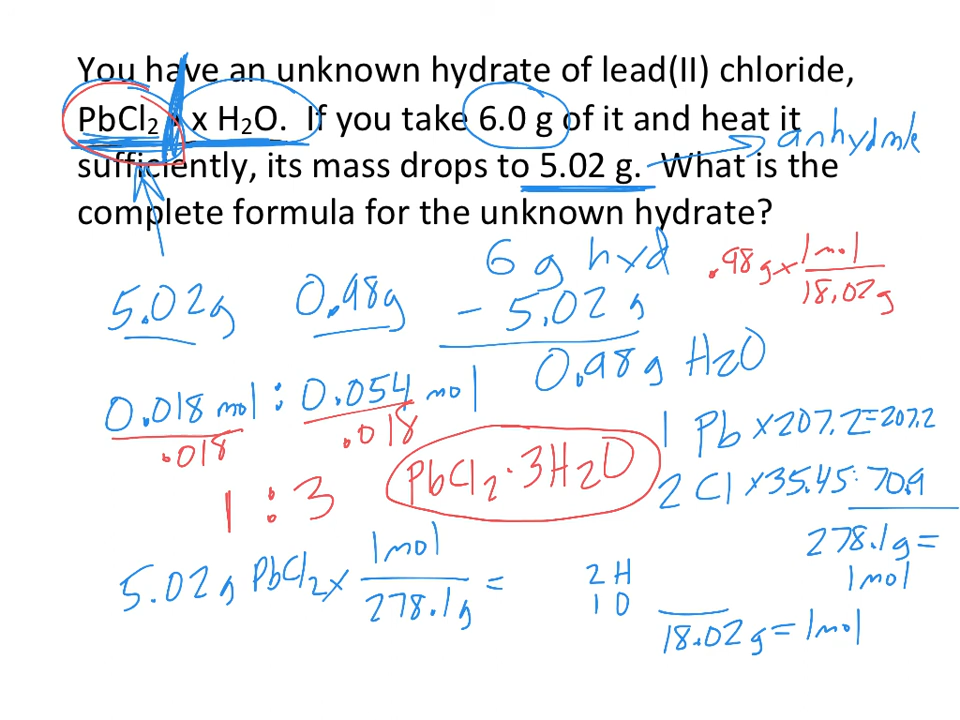 You have an unknown hydrate of lead(II) chloride,
PbCl2 • x H2O. If you take 6.0 g of it and heat it
sufficiently, its mass drops to 5.02 g. What is the
complete formula for the unknown hydrate?
anhydrate
5.02g 0.98g
6 g hyd
- 5.02 g
0.98g H2O
.98 g x 1 mol
18.02 g
0.018 mol : 0.054 mol
.018 .018
1 : 3
PbCl2 · 3H2O
1 Pb x 207.2 = 207.2
2 Cl x 35.45: 70.9
278.1g =
1mol
5.02g PbCl2 x 1mol =
278.1g
2 H
1 O
18.02 g = 1mol